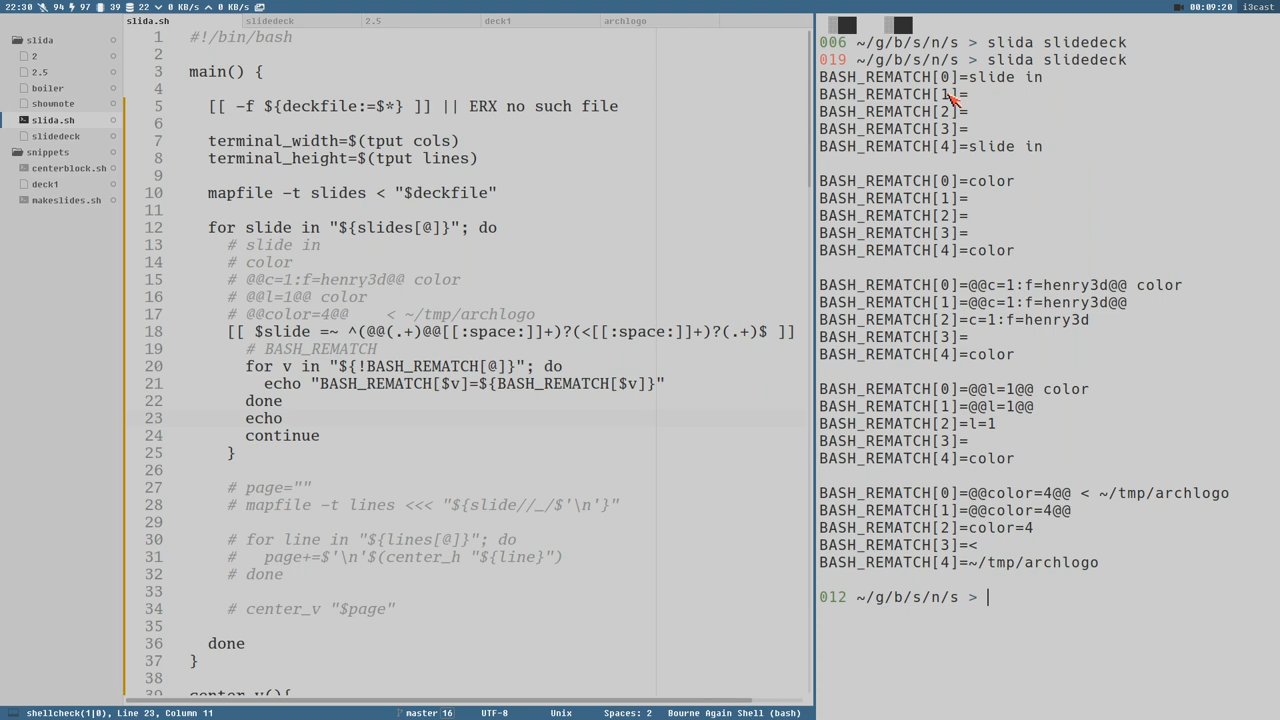 22:30 94 97 39 22 0 KB/s 0 KB/s
00:09:20 i3cast
slida
2
2.5
boiler
shownote
slida.sh
slidedeck
snippets
centerblock.sh
deck1
makeslides.sh
slida.sh slidedeck 2.5 deck1 archlogo
1 #!/bin/bash
2
3 main() {
4
5 [[ -f ${deckfile:=$*} ]] || ERX no such file
6
7 terminal_width=$(tput cols)
8 terminal_height=$(tput lines)
9
10 mapfile -t slides < "$deckfile"
11
12 for slide in "${slides[@]}"; do
13 # slide in
14 # color
15 # @@c=1:f=henry3d@@ color
16 # @@l=1@@ color
17 # @@color=4@@ < ~/tmp/archlogo
18 [[ $slide =~ ^(@@(.+)@@[[:space:]]+)?(<[[:space:]]+)?(.+)$ ]]
19 # BASH_REMATCH
20 for v in "${!BASH_REMATCH[@]}"; do
21 echo "BASH_REMATCH[$v]=${BASH_REMATCH[$v]}"
22 done
23 echo
24 continue
25 }
26
27 # page=""
28 # mapfile -t lines <<< "${slide//_/$'\n'}"
29
30 # for line in "${lines[@]}"; do
31 # page+=$'\n'$(center_h "${line}")
32 # done
33
34 # center_v "$page"
35
36 done
37 }
38
39 center_v(){
006 ~/g/b/s/n/s > slida slidedeck
019 ~/g/b/s/n/s > slida slidedeck
BASH_REMATCH[0]=slide in
BASH_REMATCH[1]=
BASH_REMATCH[2]=
BASH_REMATCH[3]=
BASH_REMATCH[4]=slide in
BASH_REMATCH[0]=color
BASH_REMATCH[1]=
BASH_REMATCH[2]=
BASH_REMATCH[3]=
BASH_REMATCH[4]=color
BASH_REMATCH[0]=@@c=1:f=henry3d@@ color
BASH_REMATCH[1]=@@c=1:f=henry3d@@
BASH_REMATCH[2]=c=1:f=henry3d
BASH_REMATCH[3]=
BASH_REMATCH[4]=color
BASH_REMATCH[0]=@@l=1@@ color
BASH_REMATCH[1]=@@l=1@@
BASH_REMATCH[2]=l=1
BASH_REMATCH[3]=
BASH_REMATCH[4]=color
BASH_REMATCH[0]=@@color=4@@ < ~/tmp/archlogo
BASH_REMATCH[1]=@@color=4@@
BASH_REMATCH[2]=color=4
BASH_REMATCH[3]=<
BASH_REMATCH[4]=~/tmp/archlogo
012 ~/g/b/s/n/s >
shellcheck(1|0), Line 23, Column 11 master 16 UTF-8 Unix Spaces: 2 Bourne Again Shell (bash)